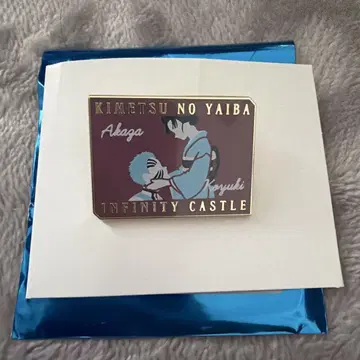 KIMETSU NO YAIBA
Akaza
Koyuki
INFINITY CASTLE